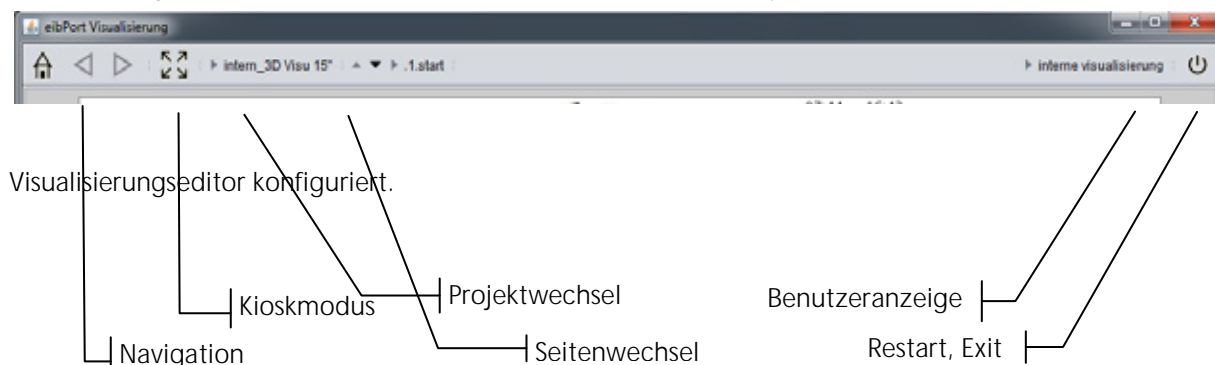 eibPort Visualisierung
intern_3D Visu 15" .1.start interne visualisierung
Visualisierungseditor konfiguriert.
Projektwechsel Benutzeranzeige
Kioskmodus
Navigation Seitenwechsel Restart, Exit